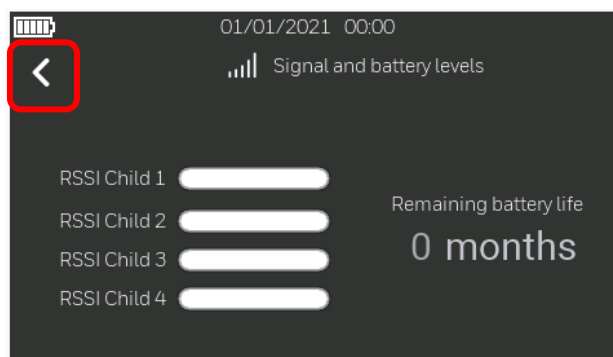 01/01/2021 00:00
Signal and battery levels
RSSI Child 1
RSSI Child 2
RSSI Child 3
RSSI Child 4
Remaining battery life
0 months